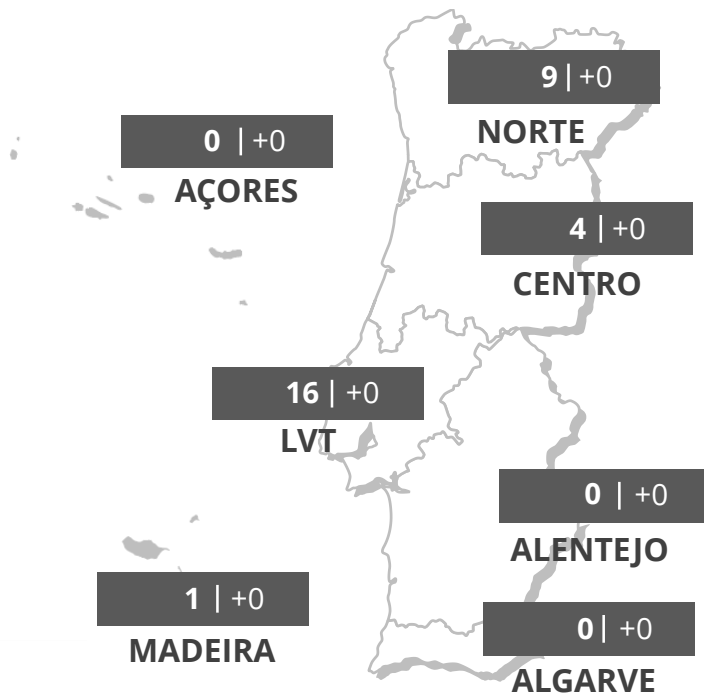 9 | +0
NORTE
0 | +0
AÇORES
4 | +0
CENTRO
16 | +0
LVT
0 | +0
ALENTEJO
1 | +0
MADEIRA
0 | +0
ALGARVE